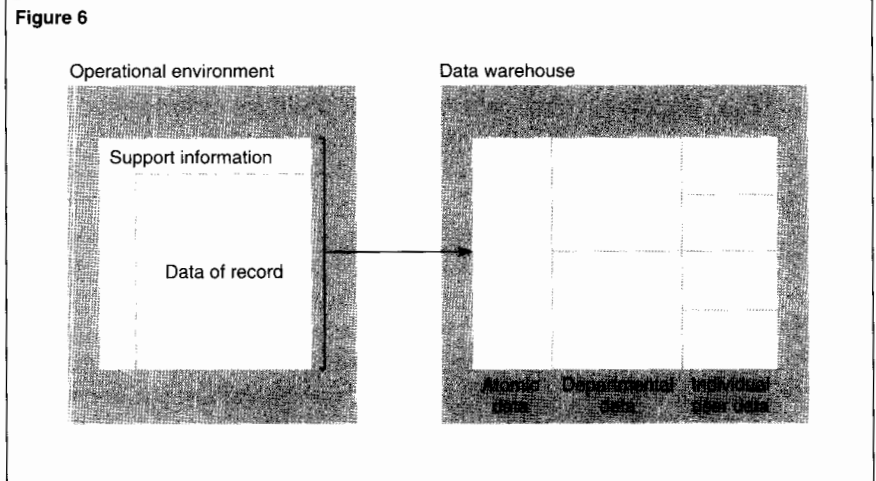 Figure 6
Operational environment
Data warehouse
Support information
Data of record
Atomic data
Departmental data
Individual user data